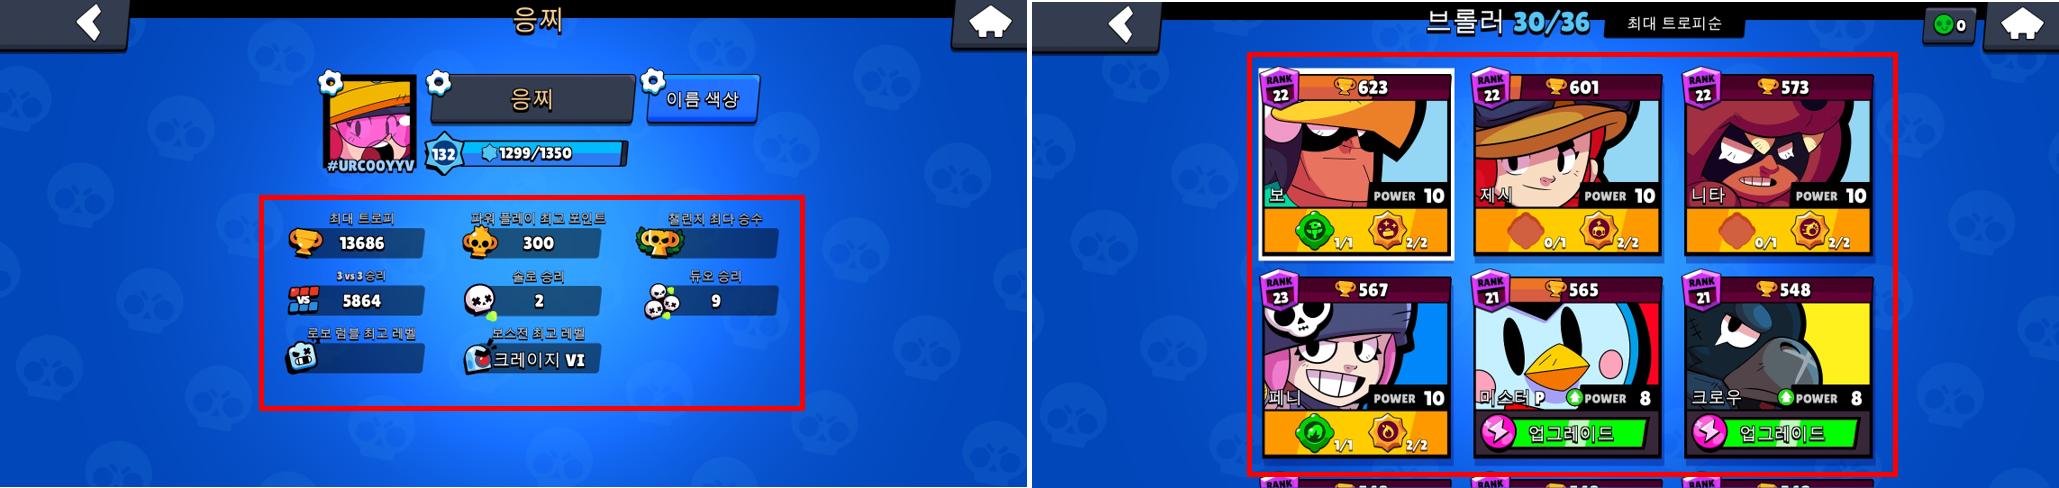 응찌
응찌
이름 색상
#URC00YYV
132
1299/1350
최대 트로피
파워 플레이 최고 포인트
챌린지 최다 승수
13686
300
3 vs 3 승리
솔로 승리
듀오 승리
VS
5864
2
9
로보 럼블 최고 레벨
보스전 최고 레벨
크레이지 VI
브롤러 30/36
최대 트로피순
0
RANK 22
623
RANK 22
601
RANK 22
573
보
POWER 10
제시
POWER 10
니타
POWER 10
1/1
2/2
0/1
2/2
0/1
2/2
RANK 23
567
RANK 21
565
RANK 21
548
페니
POWER 10
미스터 P
POWER 8
크로우
POWER 8
1/1
2/2
업그레이드
업그레이드